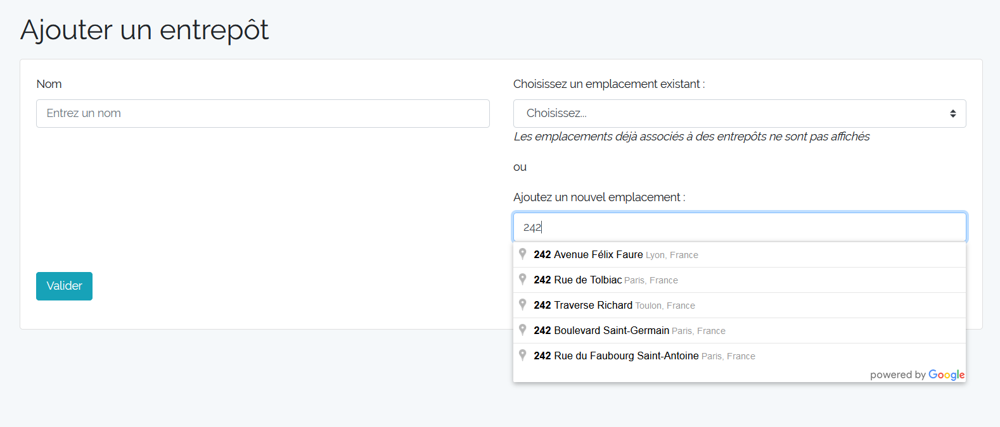 Ajouter un entrepôt
Nom
Entrez un nom
Choisissez un emplacement existant :
Choisissez...
Les emplacements déjà associés à des entrepôts ne sont pas affichés
ou
Ajoutez un nouvel emplacement :
242
242 Avenue Félix Faure Lyon, France
242 Rue de Tolbiac Paris, France
242 Traverse Richard Toulon, France
242 Boulevard Saint-Germain Paris, France
242 Rue du Faubourg Saint-Antoine Paris, France
powered by Google
Valider